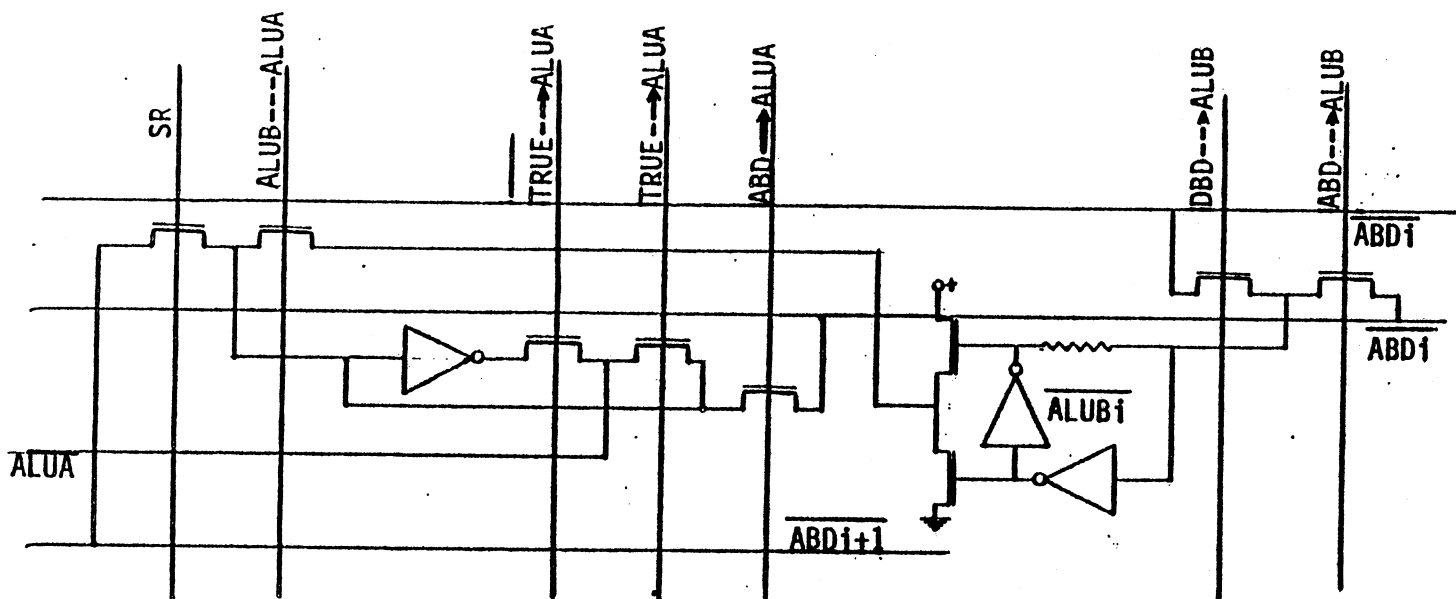 SR
ALUB----ALUA
TRUE--→ALUA
TRUE--→ALUA
ABD→ALUA
DBD--→ALUB
ABD--→ALUB
ABDi
ABDi
+
ALUBi
ALUA
ABDi+1